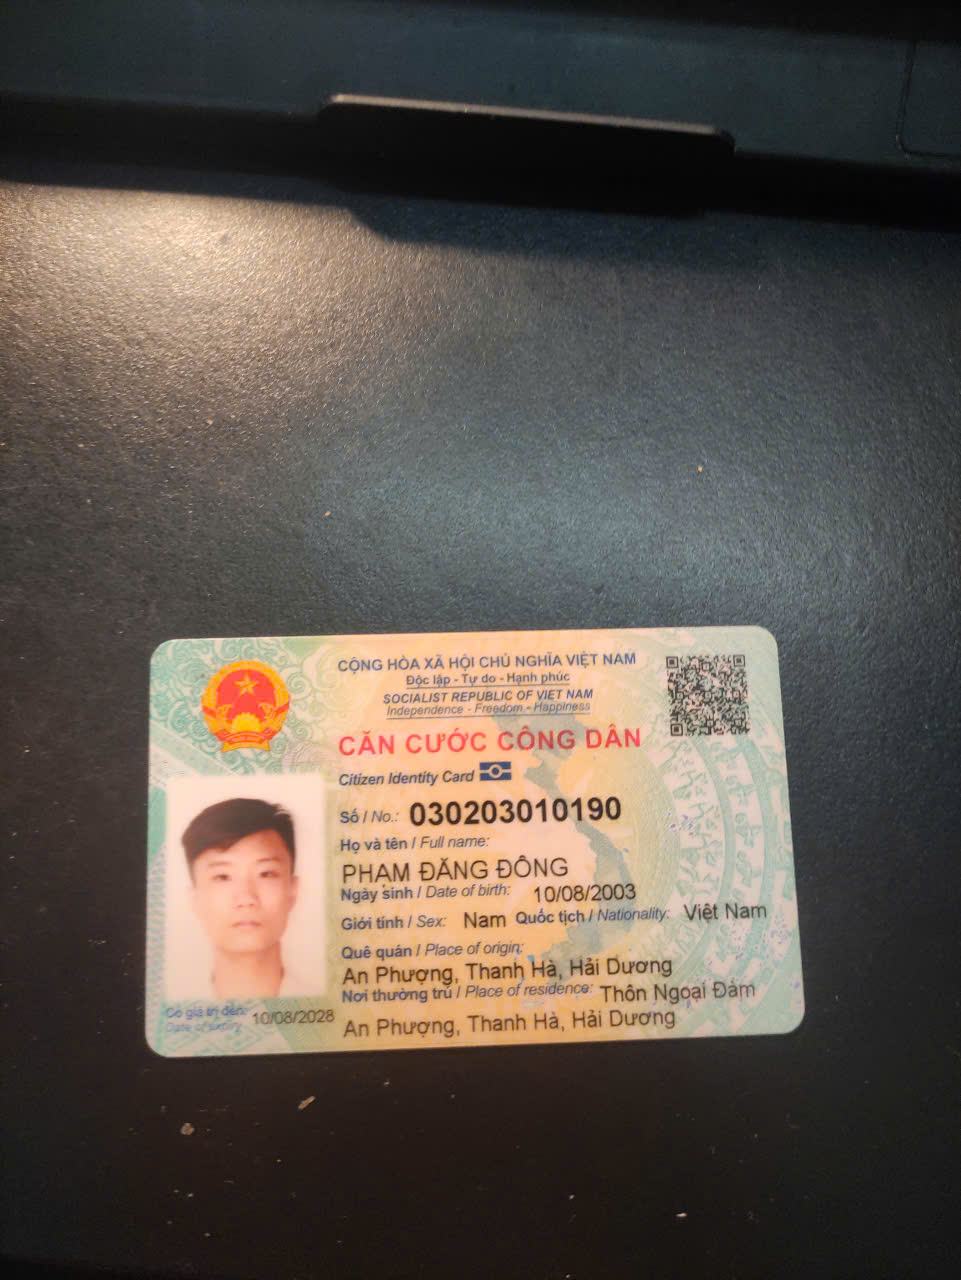 CỘNG HÒA XÃ HỘI CHỦ NGHĨA VIỆT NAM
Độc lập - Tự do - Hạnh phúc
SOCIALIST REPUBLIC OF VIET NAM
Independence - Freedom - Happiness
CĂN CƯỚC CÔNG DÂN
Citizen Identity Card
Số / No.: 030203010190
Họ và tên / Full name:
PHẠM ĐĂNG ĐÔNG
Ngày sinh / Date of birth: 10/08/2003
Giới tính / Sex: Nam Quốc tịch / Nationality: Việt Nam
Quê quán / Place of origin:
An Phượng, Thanh Hà, Hải Dương
Nơi thường trú / Place of residence: Thôn Ngoại Đàm
An Phượng, Thanh Hà, Hải Dương
Có giá trị đến: 10/08/2028
Date of expiry